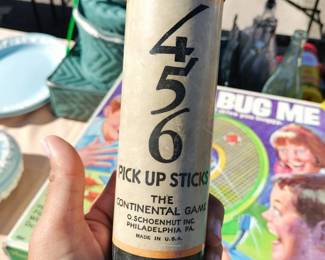 4,5
6
PICK UP STICKS
THE
CONTINENTAL GAME
O. SCHOENHUT INC.
PHILADELPHIA PA.
MADE IN U.S.A.
BUG ME